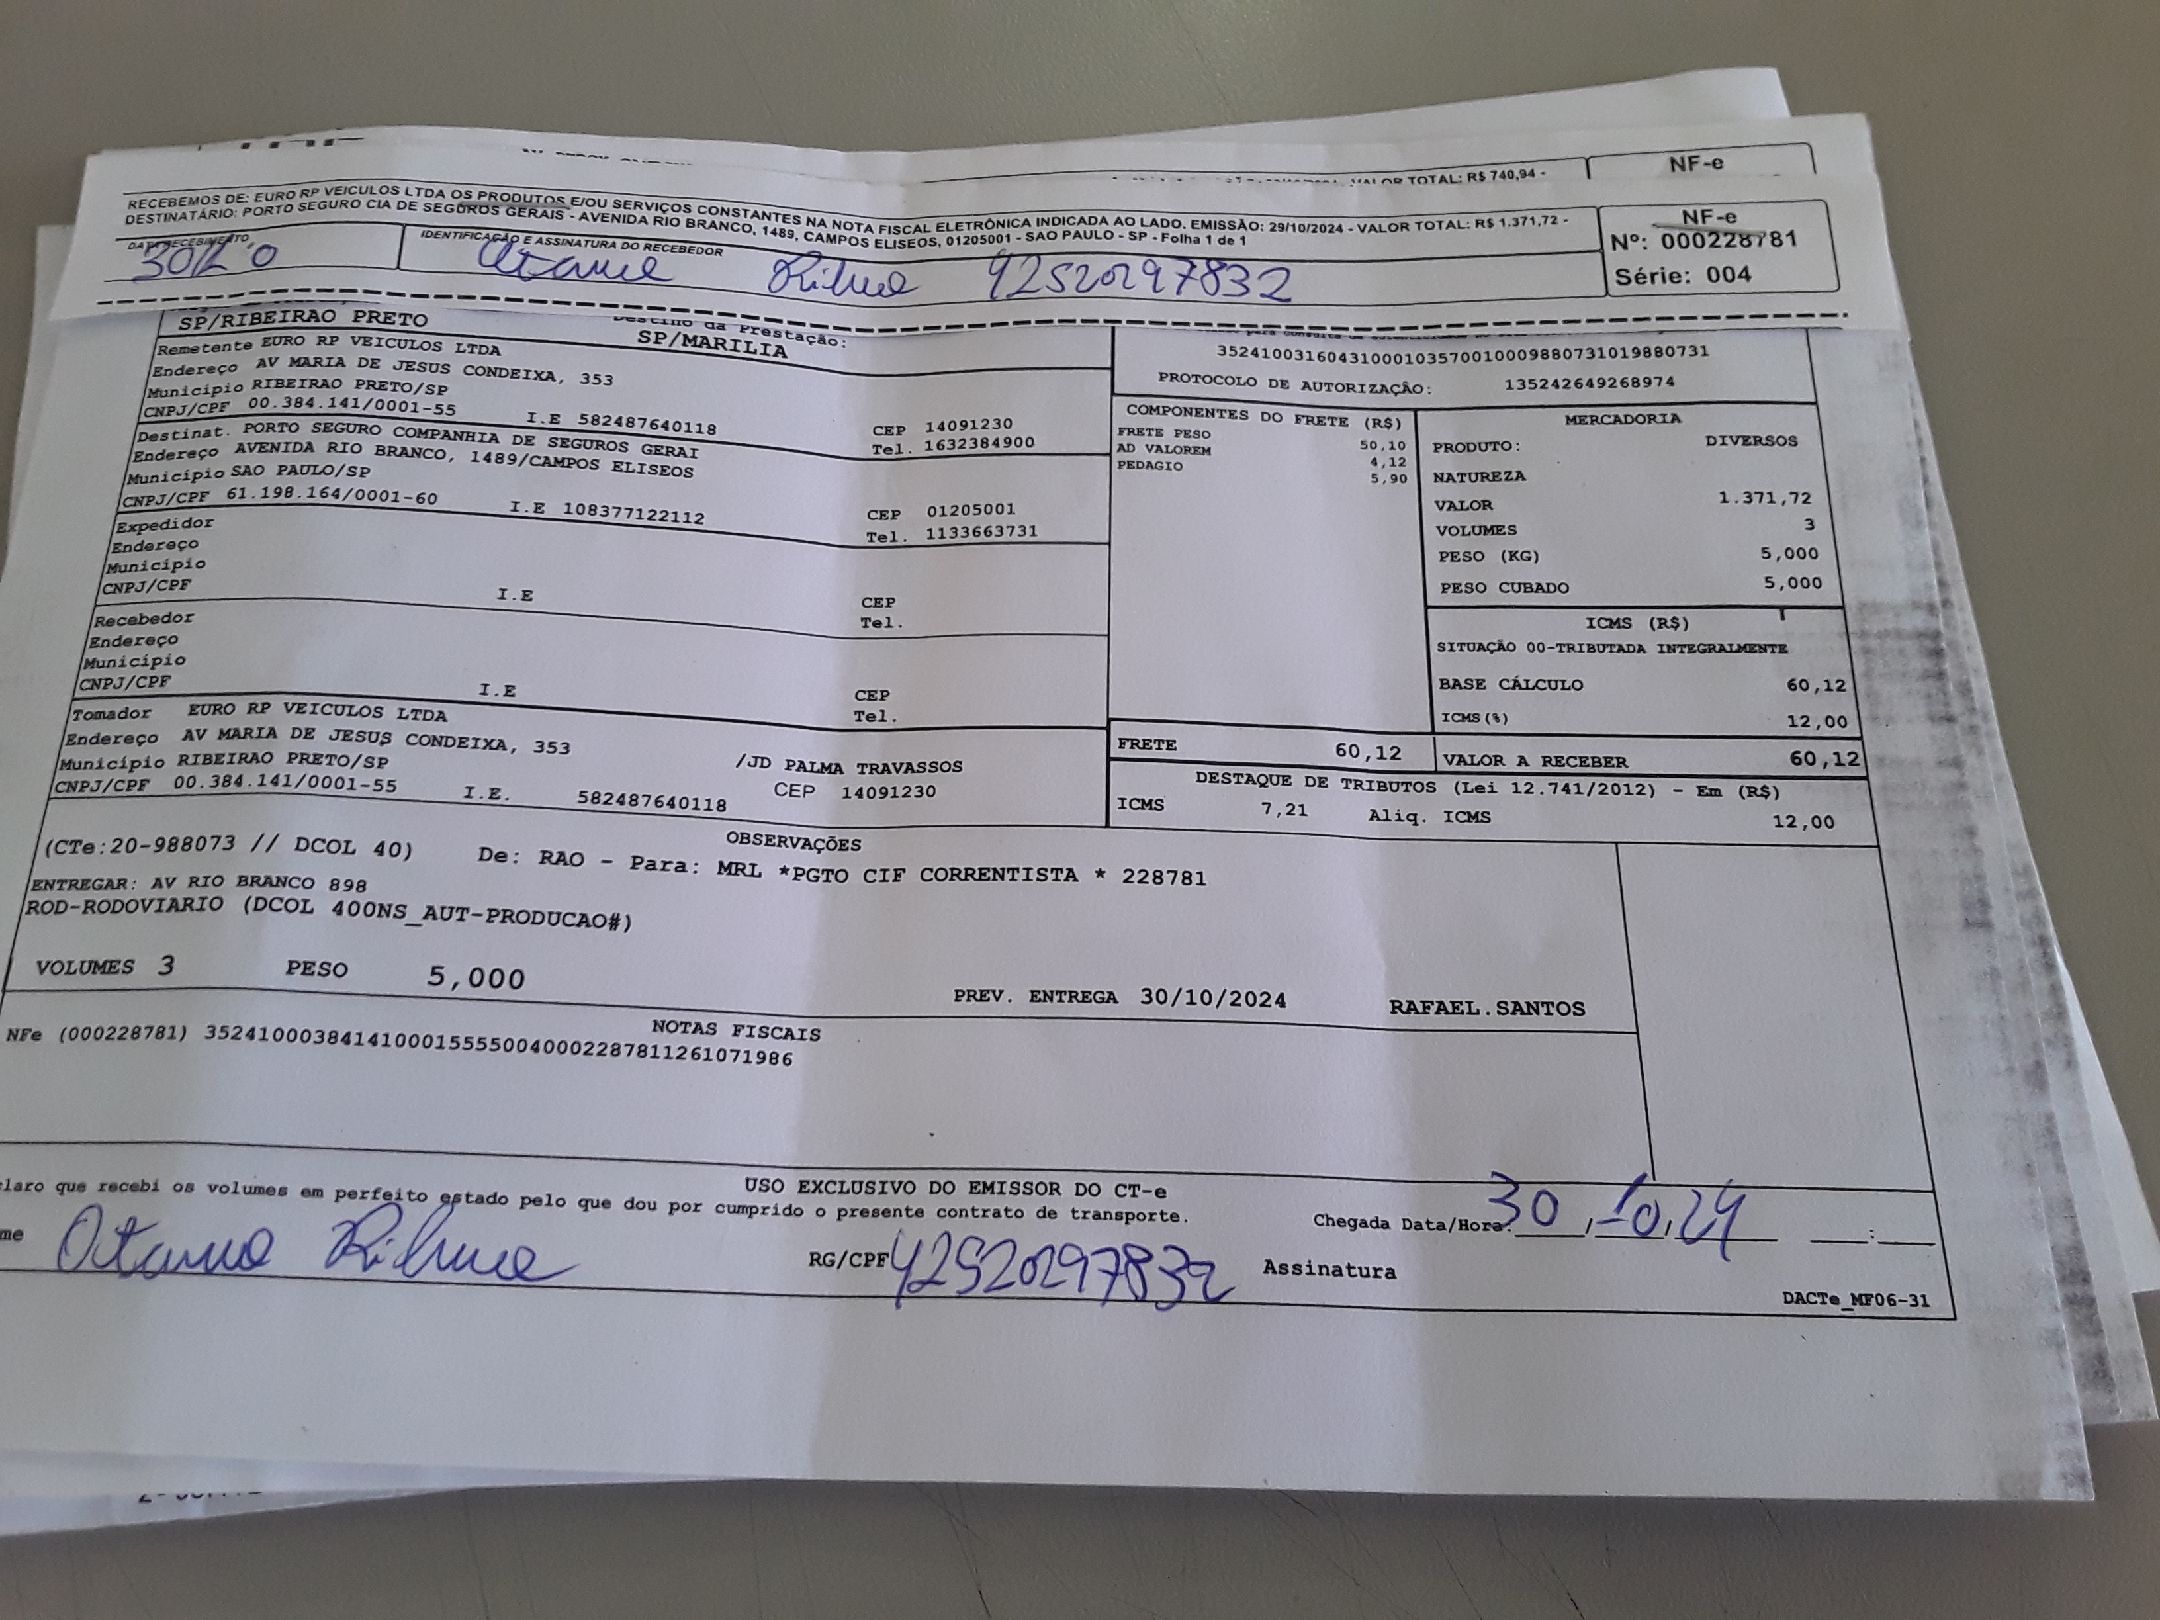 VALOR TOTAL: R$ 740,94 -
NF-e
RECEBEMOS DE: EURO RP VEICULOS LTDA OS PRODUTOS E/OU SERVIÇOS CONSTANTES NA NOTA FISCAL ELETRÔNICA INDICADA AO LADO. EMISSÃO: 29/10/2024 - VALOR TOTAL: R$ 1.371,72 -
DESTINATÁRIO: PORTO SEGURO CIA DE SEGUROS GERAIS - AVENIDA RIO BRANCO, 1489, CAMPOS ELISEOS, 01205001 - SAO PAULO - SP - Folha 1 de 1
NF-e
Nº: 000228781
Série: 004
DATA RECEBIMENTO
IDENTIFICAÇÃO E ASSINATURA DO RECEBEDOR
42520297832
SP/RIBEIRAO PRETO
Destino da Prestação:
SP/MARILIA
Remetente EURO RP VEICULOS LTDA
Endereço AV MARIA DE JESUS CONDEIXA, 353
Município RIBEIRAO PRETO/SP
CNPJ/CPF 00.384.141/0001-55 I.E 582487640118
CEP 14091230
Tel. 1632384900
Destinat. PORTO SEGURO COMPANHIA DE SEGUROS GERAI
Endereço AVENIDA RIO BRANCO, 1489/CAMPOS ELISEOS
Município SAO PAULO/SP
CNPJ/CPF 61.198.164/0001-60 I.E 108377122112
CEP 01205001
Tel. 1133663731
Expedidor
Endereço
Município
CNPJ/CPF I.E
CEP
Tel.
Recebedor
Endereço
Município
CNPJ/CPF I.E
CEP
Tel.
Tomador EURO RP VEICULOS LTDA
Endereço AV MARIA DE JESUS CONDEIXA, 353 /JD PALMA TRAVASSOS
Município RIBEIRAO PRETO/SP
CNPJ/CPF 00.384.141/0001-55 I.E. 582487640118 CEP 14091230
35241003160431000103570010009880731019880731
PROTOCOLO DE AUTORIZAÇÃO: 135242649268974
COMPONENTES DO FRETE (R$)
FRETE PESO 50,10
AD VALOREM 4,12
PEDAGIO 5,90
MERCADORIA
PRODUTO: DIVERSOS
NATUREZA
VALOR 1.371,72
VOLUMES 3
PESO (KG) 5,000
PESO CUBADO 5,000
ICMS (R$)
SITUAÇÃO 00-TRIBUTADA INTEGRALMENTE
BASE CÁLCULO 60,12
ICMS(%) 12,00
FRETE 60,12
VALOR A RECEBER 60,12
DESTAQUE DE TRIBUTOS (Lei 12.741/2012) - Em (R$)
ICMS 7,21 Aliq. ICMS 12,00
OBSERVAÇÕES
(CTe:20-988073 // DCOL 40) De: RAO - Para: MRL *PGTO CIF CORRENTISTA * 228781
ENTREGAR: AV RIO BRANCO 898
ROD-RODOVIARIO (DCOL 400NS_AUT-PRODUCAO#)
VOLUMES 3 PESO 5,000
PREV. ENTREGA 30/10/2024 RAFAEL.SANTOS
NOTAS FISCAIS
NFe (000228781) 35241000384141000155550040002287811261071986
USO EXCLUSIVO DO EMISSOR DO CT-e
claro que recebi os volumes em perfeito estado pelo que dou por cumprido o presente contrato de transporte.
Chegada Data/Hora: 30/10/24
me
RG/CPF 42520297832
Assinatura
DACTe_MF06-31